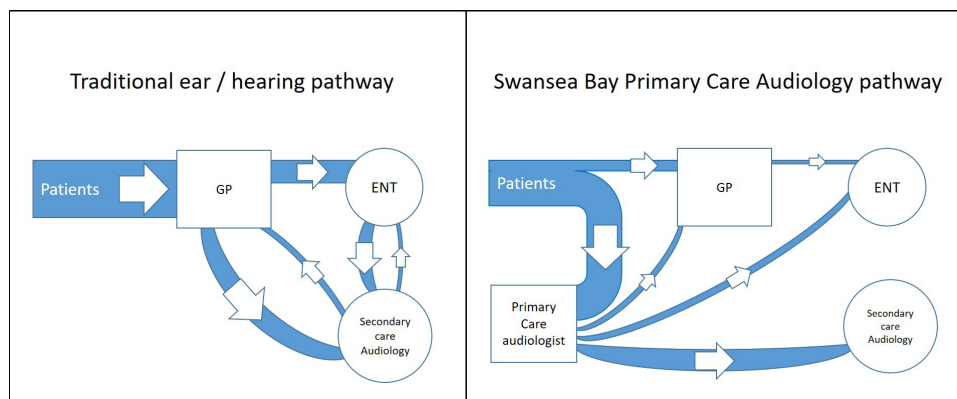 Traditional ear / hearing pathway
Patients
GP
ENT
Secondary
care
Audiology
Swansea Bay Primary Care Audiology pathway
Patients
GP
ENT
Primary
Care
audiologist
Secondary
care
Audiology